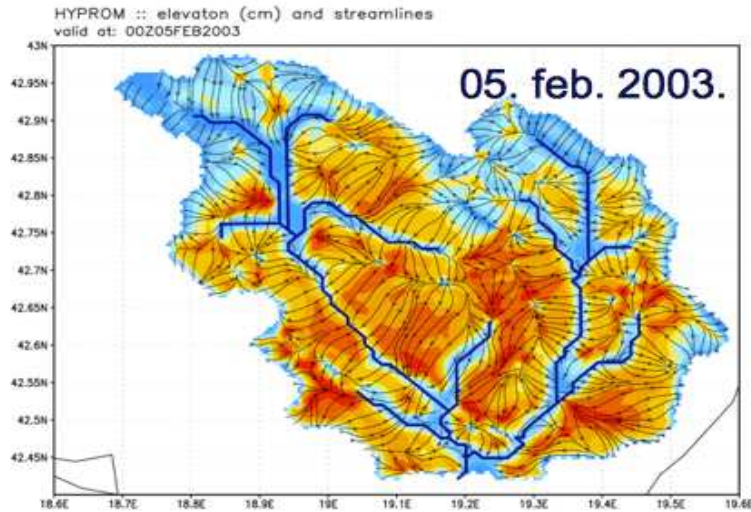 HYPROM :: elevaton (cm) and streamlines
valid at: 00Z05FEB2003
05. feb. 2003.
43N
42.95N
42.9N
42.85N
42.8N
42.75N
42.7N
42.65N
42.6N
42.55N
42.5N
42.45N
18.6E 18.7E 18.8E 18.9E 19E 19.1E 19.2E 19.3E 19.4E 19.5E 19.6E